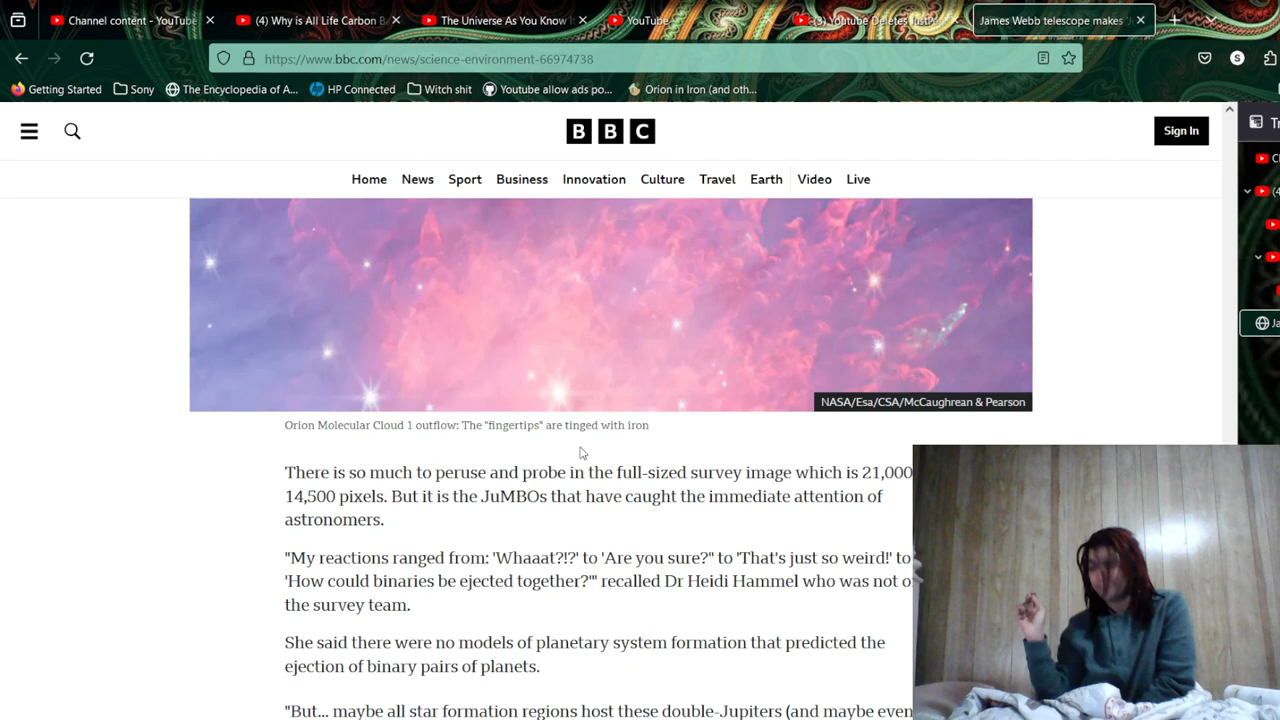 Channel content - YouTube
(4) Why is All Life Carbon B
The Universe As You Know I
YouTube
(3) Youtube Deletes JustP
James Webb telescope makes 'J
https://www.bbc.com/news/science-environment-66974738
S
Getting Started
Sony
The Encyclopedia of A...
HP Connected
Witch shit
Youtube allow ads po...
Orion in Iron (and oth...
BBC
Sign In
Home
News
Sport
Business
Innovation
Culture
Travel
Earth
Video
Live
NASA/Esa/CSA/McCaughrean & Pearson
Orion Molecular Cloud 1 outflow: The "fingertips" are tinged with iron
There is so much to peruse and probe in the full-sized survey image which is 21,000
14,500 pixels. But it is the JuMBOs that have caught the immediate attention of
astronomers.
"My reactions ranged from: 'Whaaat?!?' to 'Are you sure?" to 'That's just so weird!' to
'How could binaries be ejected together?'" recalled Dr Heidi Hammel who was not o
the survey team.
She said there were no models of planetary system formation that predicted the
ejection of binary pairs of planets.
"But... maybe all star formation regions host these double-Jupiters (and maybe even